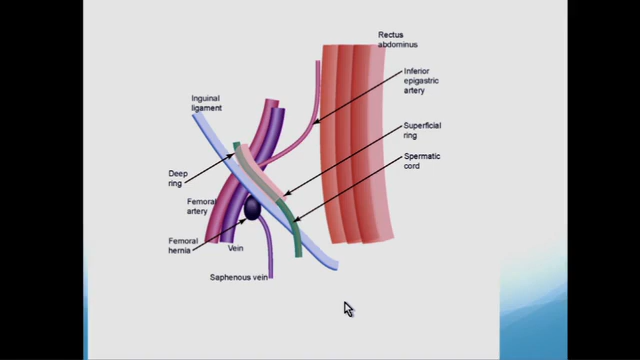 Rectus
abdominus
Inferior
epigastric
artery
Inguinal
ligament
Superficial
ring
Spermatic
cord
Deep
ring
Femoral
artery
Femoral
hernia
Vein
Saphenous vein